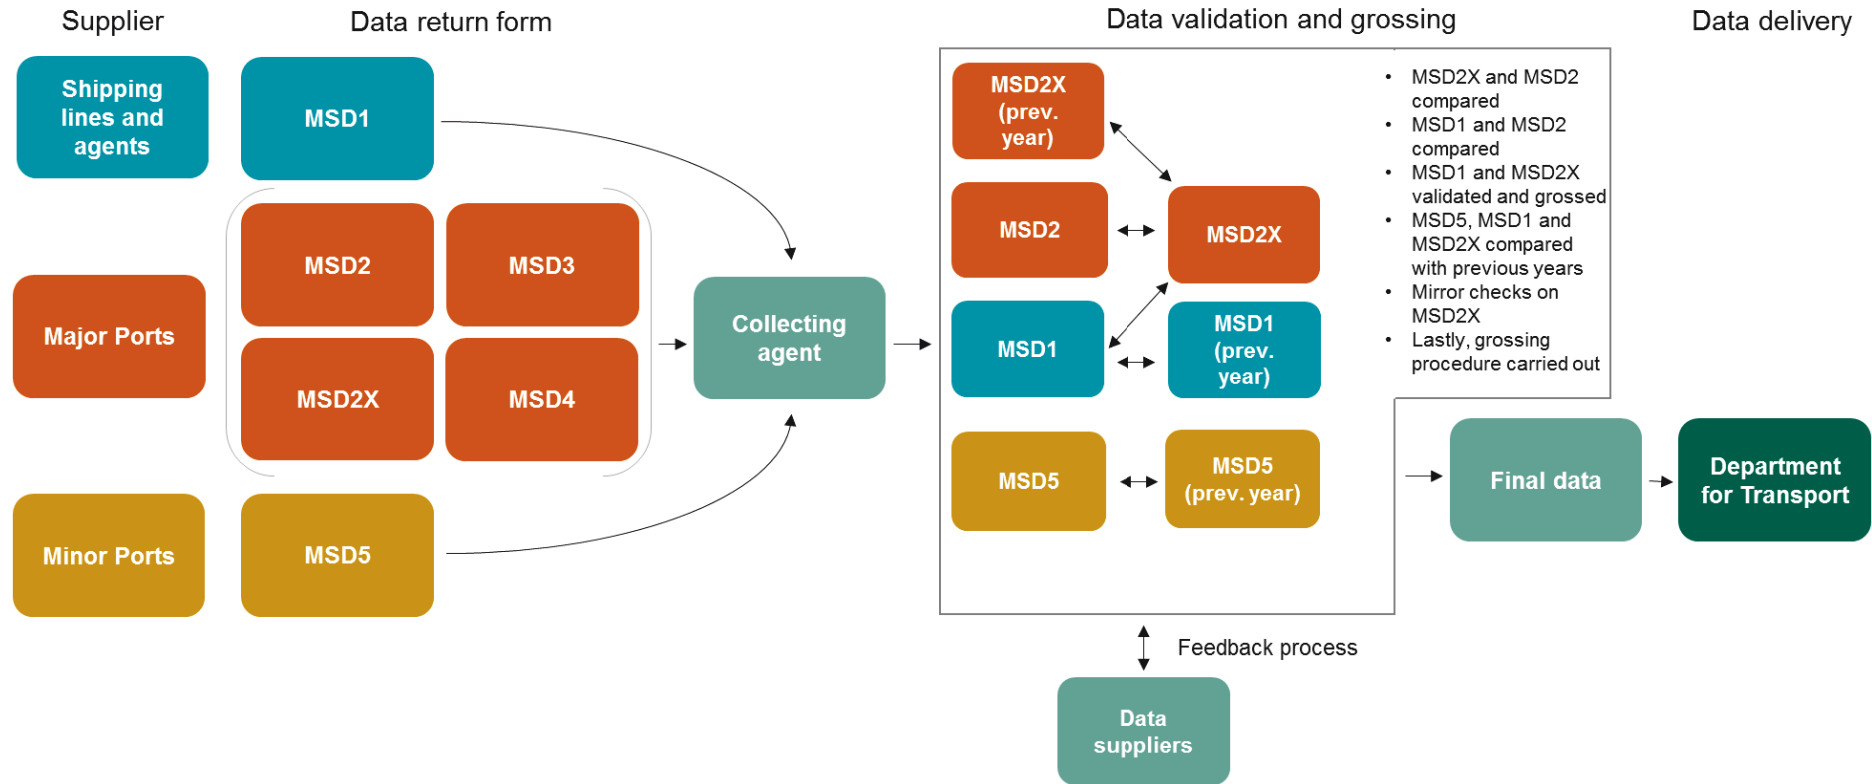 Supplier
Data return form
Data validation and grossing
Data delivery
Shipping
lines and
agents
MSD1
Major Ports
MSD2
MSD3
MSD2X
MSD4
Minor Ports
MSD5
Collecting
agent
MSD2X
(prev.
year)
MSD2
MSD2X
MSD1
MSD1
(prev.
year)
MSD5
MSD5
(prev. year)
• MSD2X and MSD2
compared
• MSD1 and MSD2
compared
• MSD1 and MSD2X
validated and grossed
• MSD5, MSD1 and
MSD2X compared
with previous years
• Mirror checks on
MSD2X
• Lastly, grossing
procedure carried out
Final data
Department
for Transport
Feedback process
Data
suppliers